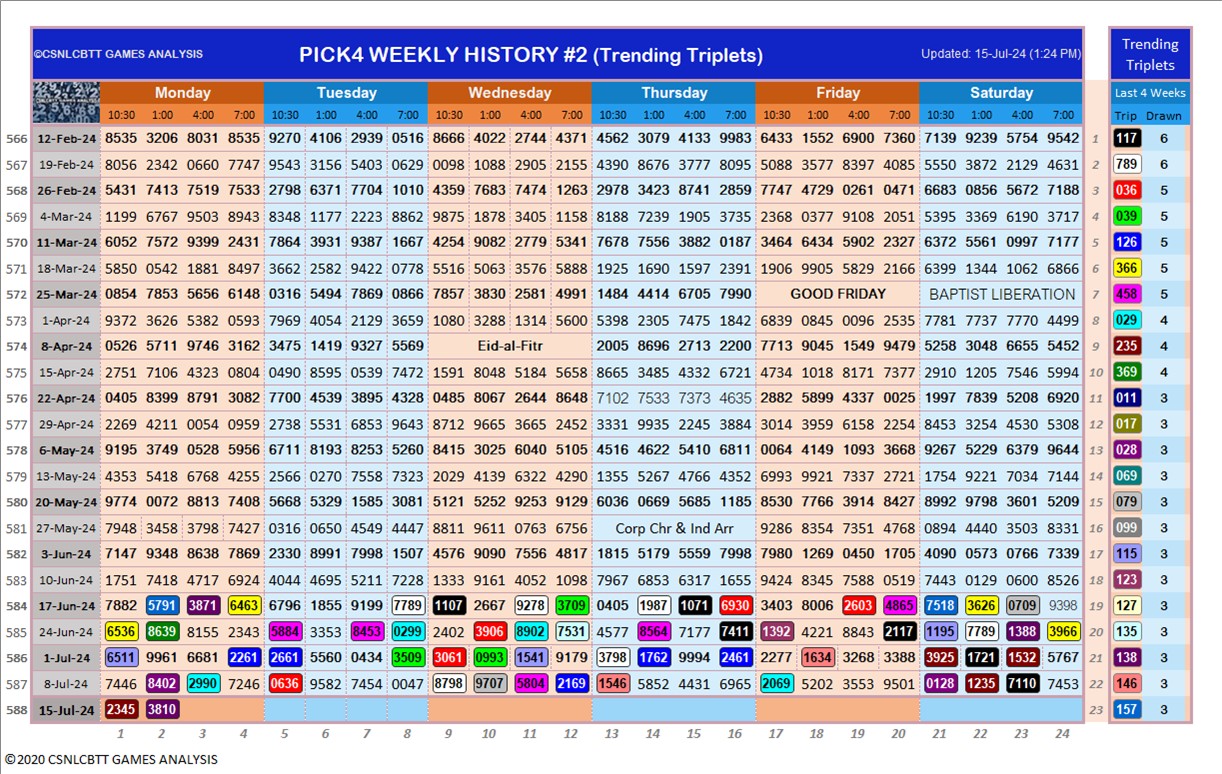 ©CSNLCBTT GAMES ANALYSIS PICK4 WEEKLY HISTORY #2 (Trending Triplets) Updated: 15-Jul-24 (1:24 PM) Trending
Triplets
Monday Tuesday Wednesday Thursday Friday Saturday Last 4 Weeks
10:30 1:00 4:00 7:00 10:30 1:00 4:00 7:00 10:30 1:00 4:00 7:00 10:30 1:00 4:00 7:00 10:30 1:00 4:00 7:00 10:30 1:00 4:00 7:00 Trip Drawn
566 12-Feb-24 8535 3206 8031 8535 9270 4106 2939 0516 8666 4022 2744 4371 4562 3079 4133 9983 6433 1552 6900 7360 7139 9239 5754 9542 1 117 6
567 19-Feb-24 8056 2342 0660 7747 9543 3156 5403 0629 0098 1088 2905 2155 4390 8676 3777 8095 5088 3577 9397 4085 5550 3872 2129 4631 2 789 6
568 26-Feb-24 5431 7413 7519 7533 2798 6371 7704 1010 4359 7683 7474 1263 2978 3423 8741 2859 7747 4729 0261 0471 6683 0856 5672 7188 3 036 5
569 4-Mar-24 1199 6767 9503 8943 8348 1177 2223 8862 9875 1878 3405 1158 8188 7239 1905 3735 2368 0377 9108 2051 5395 3369 6190 3717 4 039 5
570 11-Mar-24 6052 7572 9399 2431 7864 3931 9387 1667 4254 9082 2779 5341 7678 7556 3882 0187 3464 6434 5902 2327 6372 5561 0997 7177 5 126 5
571 18-Mar-24 5850 0542 1881 8497 3662 2582 9422 0778 5516 5063 3576 5888 1925 1690 1597 2391 1906 9905 5829 2166 6399 1344 1062 6866 6 366 5
572 25-Mar-24 0854 7853 5656 6148 0316 5494 7869 0866 0857 3830 2581 4991 1484 4414 6705 7990 GOOD FRIDAY BAPTIST LIBERATION 7 458 5
573 1-Apr-24 9372 3626 5382 0593 7969 4054 2129 3659 1080 3288 1314 5600 5398 2305 7475 1842 6839 0845 0096 2535 7781 7737 7770 4499 8 029 4
574 8-Apr-24 0526 5711 9746 3162 3475 1419 9327 5569 Eid-al-Fitr 2005 8696 2713 2200 7713 9045 1549 9479 5258 3048 6655 5452 9 235 4
575 15-Apr-24 2751 7106 4323 0804 0490 8595 0539 7472 1591 8048 5184 5658 8665 3485 4332 6721 4734 1018 8171 7377 2910 1205 7546 5994 10 369 4
576 22-Apr-24 0405 8399 8791 3082 7700 4539 3895 4328 0485 8067 2644 8648 7102 7533 7373 4635 2882 5899 4337 0025 1997 7839 5208 6920 11 011 3
577 29-Apr-24 2269 4211 0054 0959 2738 5531 6853 9643 8712 9665 3665 2452 3331 9935 2245 3884 3014 3959 6158 2254 8453 3254 4530 5308 12 017 3
578 6-May-24 9195 3749 0528 5956 6711 8193 8253 5260 8415 3025 6040 5105 4516 4622 5410 6811 0064 4149 1093 3668 9267 5229 6379 9644 13 028 3
579 13-May-24 4353 5418 6768 4255 2566 0270 7558 7323 5029 4139 6322 4290 1355 5267 4766 4352 6993 9921 7337 2721 1754 9221 7034 7144 14 069 3
580 20-May-24 9774 0072 8813 7408 5668 5329 1585 3081 5121 5252 9253 9129 6036 0669 5685 1185 8530 7766 3914 8427 8992 9798 3601 5209 15 079 3
581 27-May-24 7948 3458 3798 7427 0316 0650 4549 4447 8811 9611 0763 6756 Corp Chr & Ind Arr 9286 8354 7351 4768 0894 4440 3503 8331 16 099 3
582 3-Jun-24 7147 9348 8638 7869 2330 8991 7998 1507 4576 9090 7556 4817 1815 5179 5559 7998 7980 1269 0450 1705 4090 0573 0766 7339 17 115 3
583 10-Jun-24 1751 7418 4717 6924 4044 4695 5211 7228 1333 9161 4052 1098 7967 6853 6317 1655 9424 8345 7588 0519 7443 0129 0600 8526 18 123 3
584 17-Jun-24 7882 5791 3871 6463 6796 1855 9199 7789 1107 2667 9278 3709 0405 1987 1071 6930 3403 8006 2603 4865 7518 3626 0709 9398 19 127 3
585 24-Jun-24 6536 8639 8155 2343 5884 3353 8453 0299 2402 3906 8902 7531 4577 8564 7177 7411 1392 4221 8843 2117 1195 7789 1388 3966 20 135 3
586 1-Jul-24 6511 9961 6681 2261 2661 5560 0434 3509 3061 0993 1541 9179 3798 1762 9994 2461 2277 1634 3268 3388 3925 1721 1532 5767 21 138 3
587 8-Jul-24 7446 8402 2990 7246 0636 9582 7454 0047 8798 9707 5804 2169 1546 5852 4431 6965 2069 5202 3553 9501 0128 1235 7110 7453 22 146 3
588 15-Jul-24 2345 3810 23 157 3
1 2 3 4 5 6 7 8 9 10 11 12 13 14 15 16 17 18 19 20 21 22 23 24
©2020 CSNLCBTT GAMES ANALYSIS